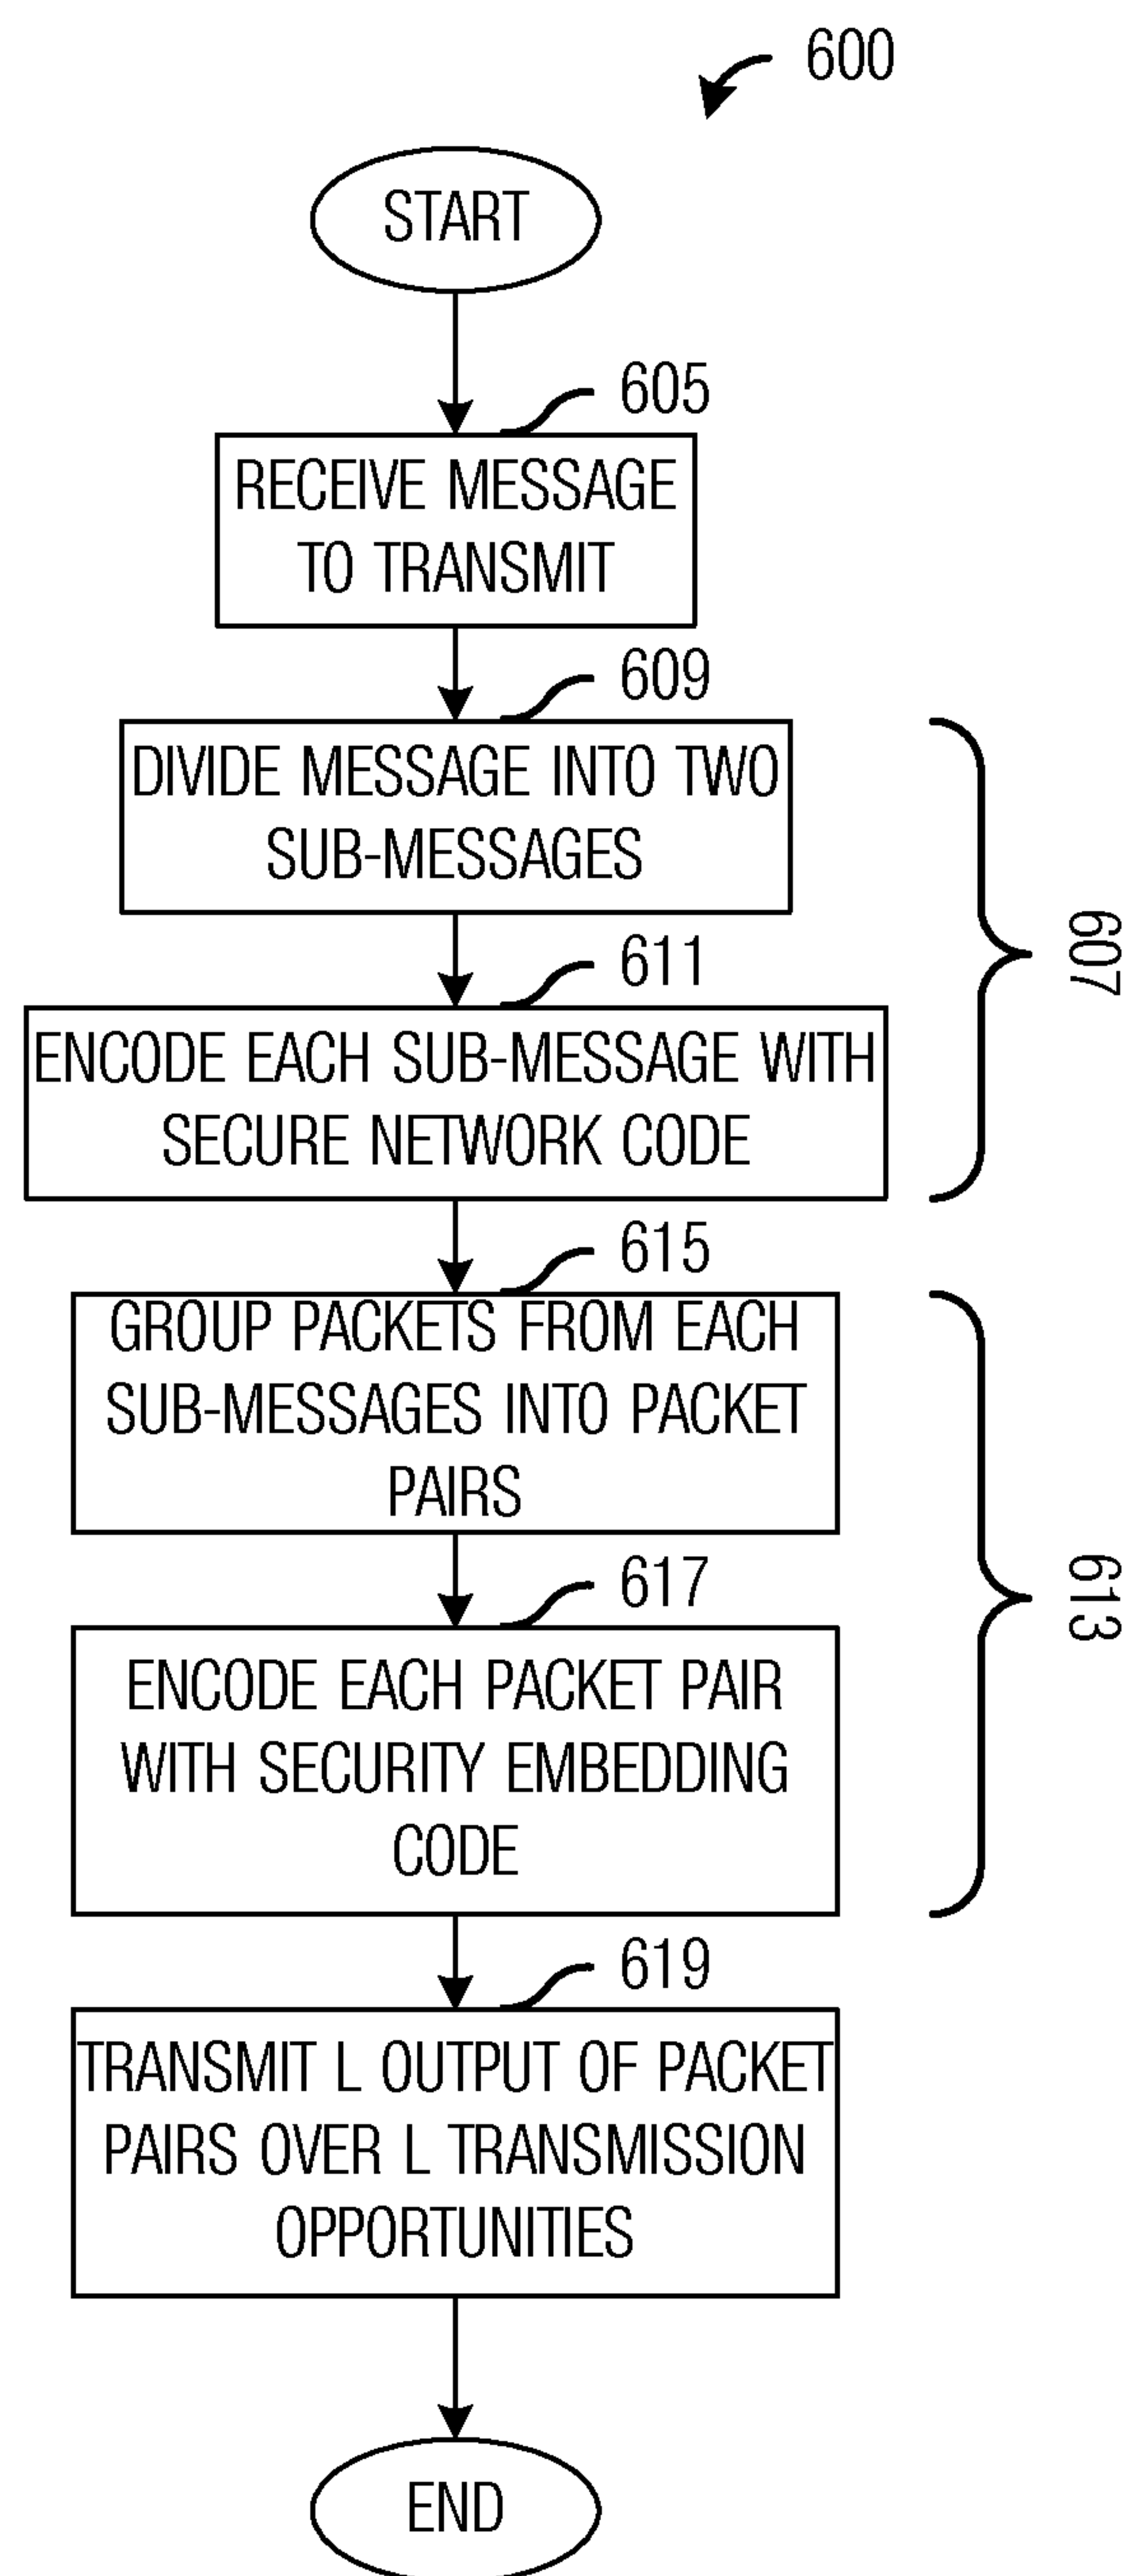 600
START
605
RECEIVE MESSAGE
TO TRANSMIT
609
DIVIDE MESSAGE INTO TWO
SUB-MESSAGES
607
611
ENCODE EACH SUB-MESSAGE WITH
SECURE NETWORK CODE
615
GROUP PACKETS FROM EACH
SUB-MESSAGES INTO PACKET
PAIRS
613
617
ENCODE EACH PACKET PAIR
WITH SECURITY EMBEDDING
CODE
619
TRANSMIT L OUTPUT OF PACKET
PAIRS OVER L TRANSMISSION
OPPORTUNITIES
END